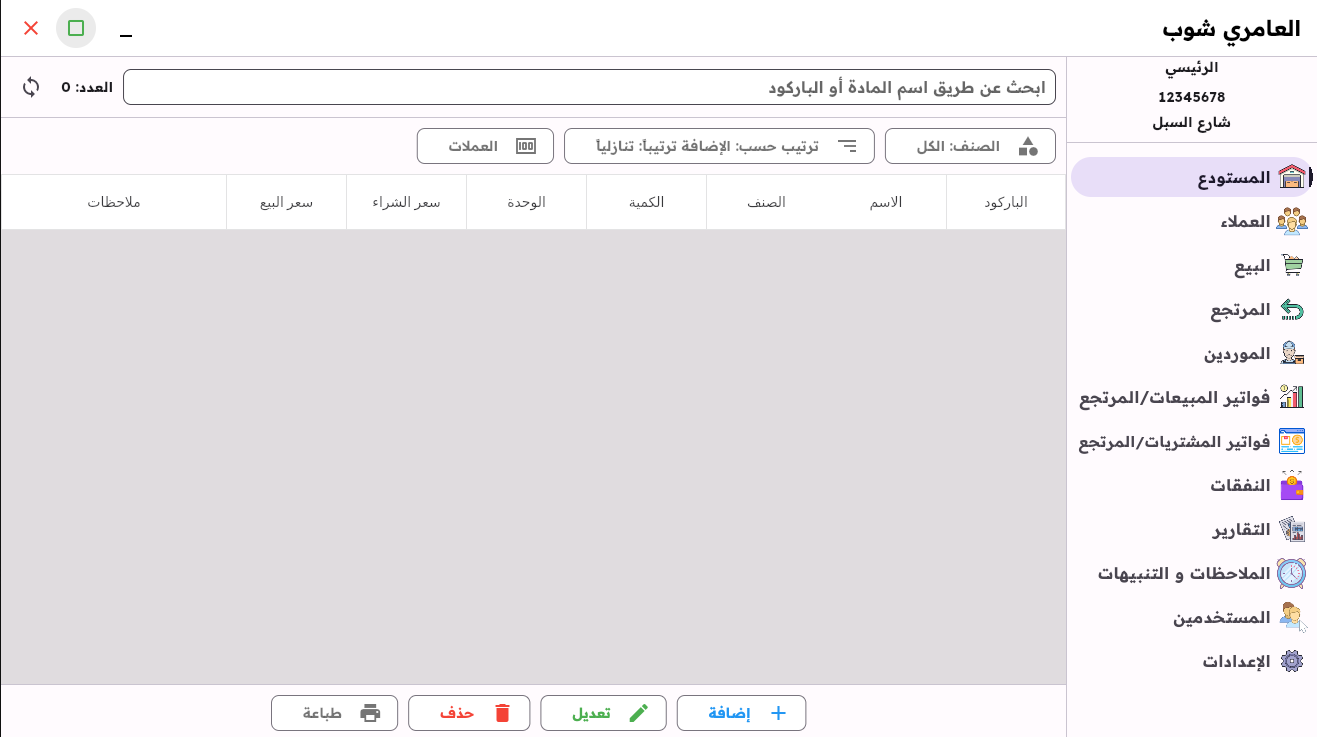 العامري شوب
الرئيسي
12345678
شارع السبل
المستودع
العملاء
البيع
المرتجع
الموردين
فواتير المبيعات/المرتجع
فواتير المشتريات/المرتجع
النفقات
التقارير
الملاحظات و التنبيهات
المستخدمين
الإعدادات
ابحث عن طريق اسم المادة أو الباركود العدد: 0
الصنف: الكل ترتيب حسب: الإضافة ترتيباً: تنازلياً العملات
الباركود الاسم الصنف الكمية الوحدة سعر الشراء سعر البيع ملاحظات
إضافة تعديل حذف طباعة